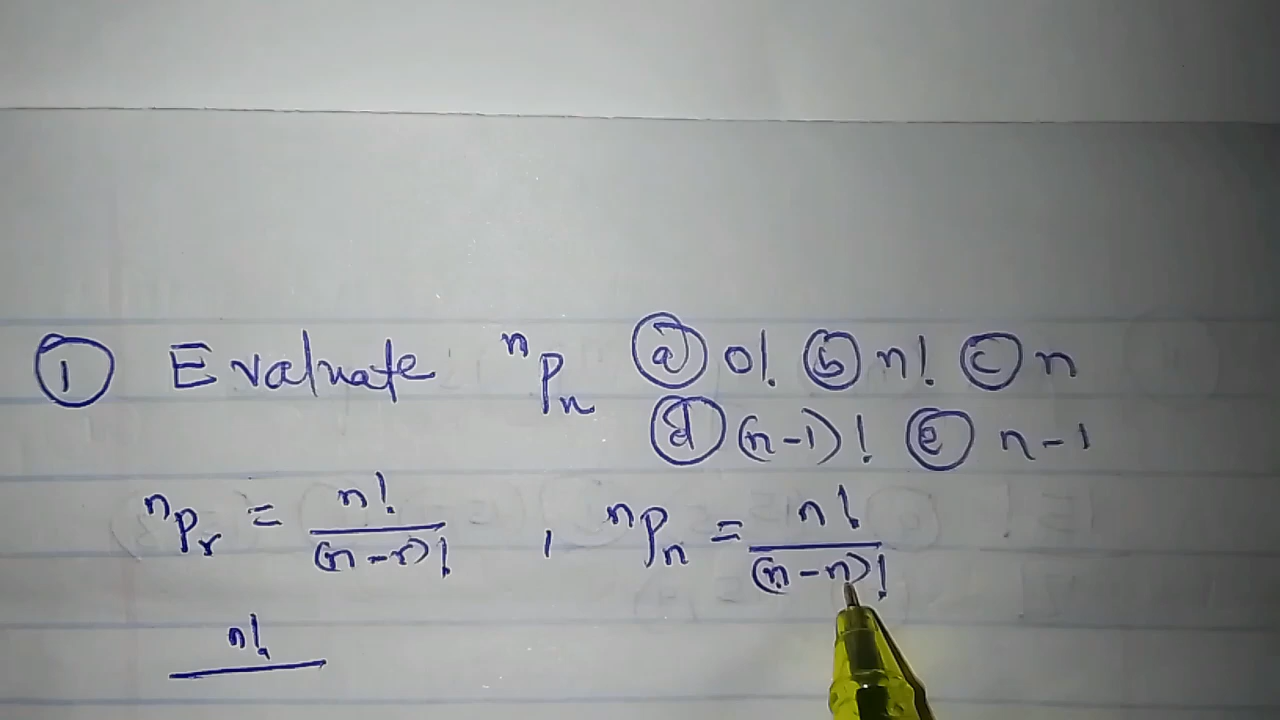 ① Evaluate ⁿPₙ ⓐ 0! ⓑ n! ⓒ n
ⓓ (n-1)! ⓔ n-1
ⁿPᵣ = n!/(n-r)! , ⁿPₙ = n!/(n-n)!
n!